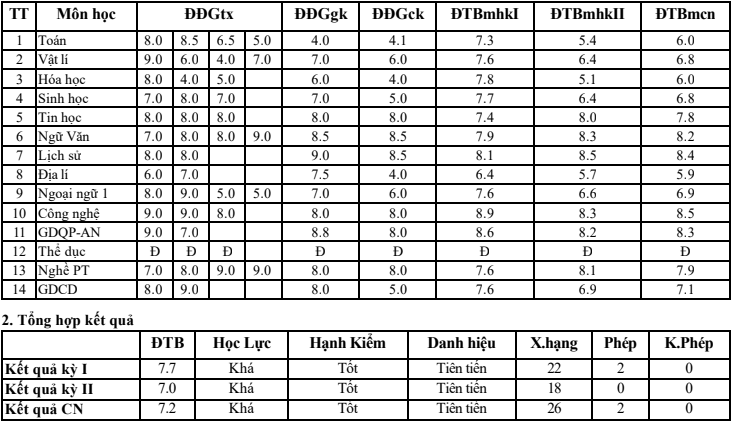 TT Môn học ĐĐGtx ĐĐGgk ĐĐGck ĐTBmhkI ĐTBmhkII ĐTBmcn
1 Toán 8.0 8.5 6.5 5.0 4.0 4.1 7.3 5.4 6.0
2 Vật lí 9.0 6.0 4.0 7.0 7.0 6.0 7.6 6.4 6.8
3 Hóa học 8.0 4.0 5.0 6.0 4.0 7.8 5.1 6.0
4 Sinh học 7.0 8.0 7.0 7.0 5.0 7.7 6.4 6.8
5 Tin học 8.0 8.0 8.0 8.0 8.0 7.4 8.0 7.8
6 Ngữ Văn 7.0 8.0 8.0 9.0 8.5 8.5 7.9 8.3 8.2
7 Lịch sử 8.0 8.0 9.0 8.5 8.1 8.5 8.4
8 Địa lí 6.0 7.0 7.5 4.0 6.4 5.7 5.9
9 Ngoại ngữ 1 8.0 9.0 5.0 5.0 7.0 6.0 7.6 6.6 6.9
10 Công nghệ 9.0 9.0 8.0 8.0 8.0 8.9 8.3 8.5
11 GDQP-AN 9.0 7.0 8.8 8.0 8.6 8.2 8.3
12 Thể dục Đ Đ Đ Đ Đ Đ Đ Đ
13 Nghề PT 7.0 8.0 9.0 9.0 8.0 8.0 7.6 8.1 7.9
14 GDCD 8.0 9.0 8.0 5.0 7.6 6.9 7.1
2. Tổng hợp kết quả
ĐTB Học Lực Hạnh Kiểm Danh hiệu X.hạng Phép K.Phép
Kết quả kỳ I 7.7 Khá Tốt Tiên tiến 22 2 0
Kết quả kỳ II 7.0 Khá Tốt Tiên tiến 18 0 0
Kết quả CN 7.2 Khá Tốt Tiên tiến 26 2 0